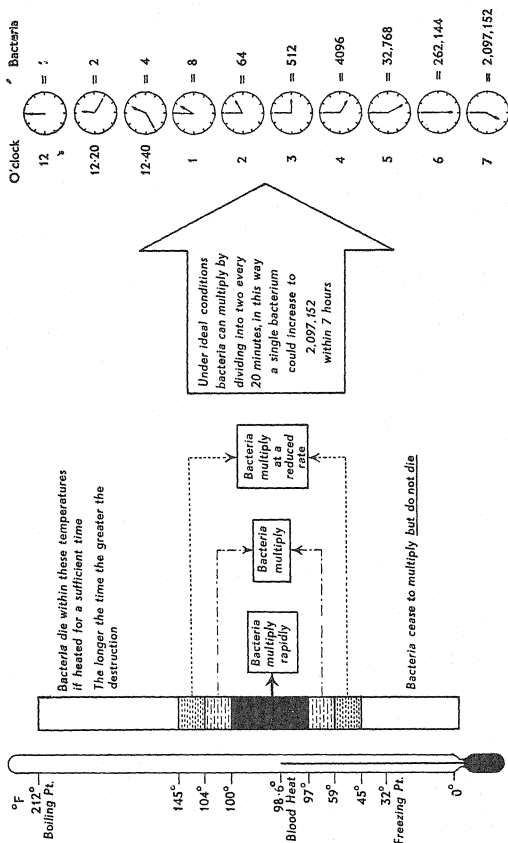 °F
212°
Boiling Pt.
145°
104°
100°
98·6°
Blood Heat
97°
59°
45°
32°
Freezing Pt.
0°
Bacteria die within these temperatures
if heated for a sufficient time
The longer the time the greater the
destruction
Bacteria
multiply
rapidly
Bacteria
multiply
Bacteria
multiply
at a
reduced
rate
Bacteria cease to multiply but do not die
Under ideal conditions
bacteria can multiply by
dividing into two every
20 minutes, in this way
a single bacterium
could increase to
2,097,152
within 7 hours
O'clock Bacteria
12 =
12·20 = 2
12·40 = 4
1 = 8
2 = 64
3 = 512
4 = 4096
5 = 32,768
6 = 262,144
7 = 2,097,152